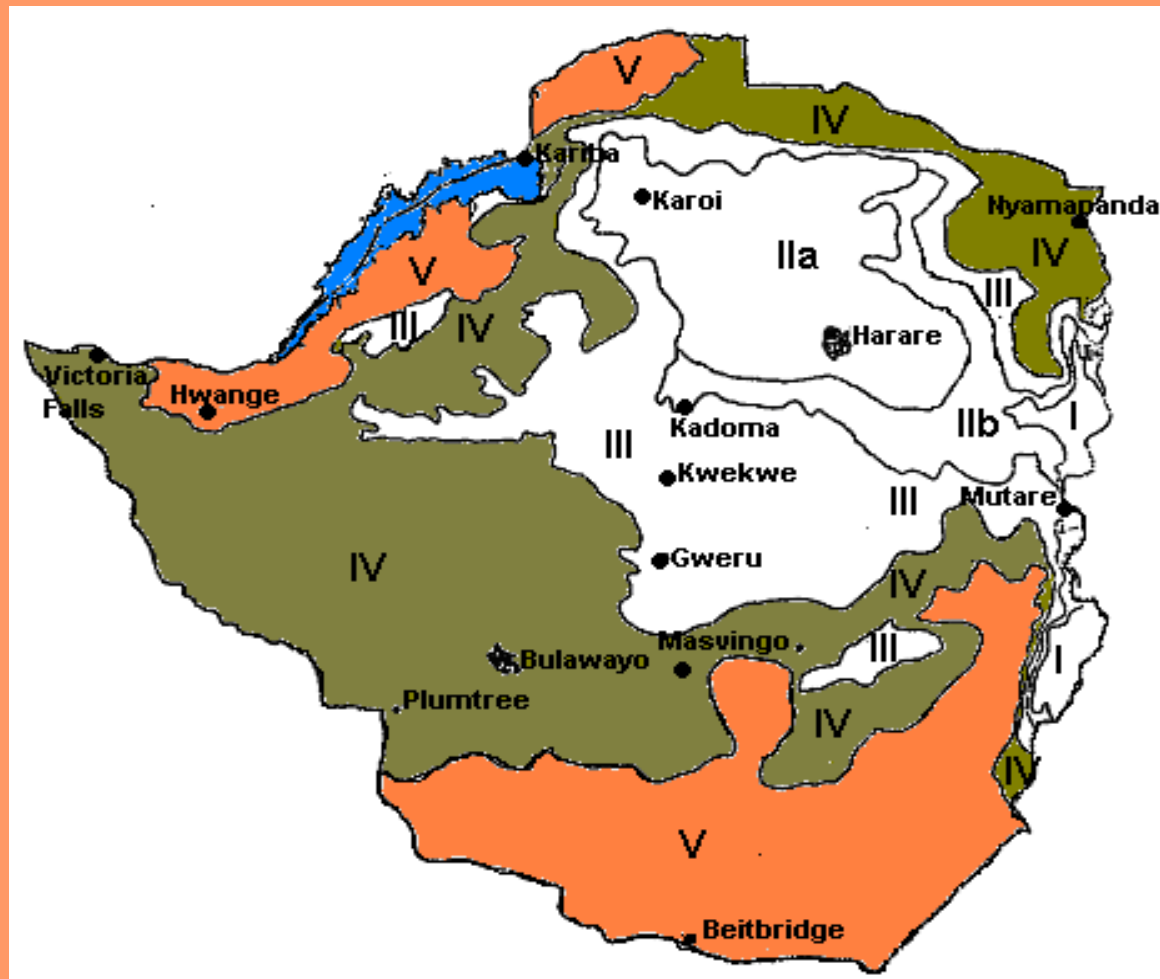 V
IV
Kariba
Karoi
Nyamapanda
IIa
IV
V
III
III
IV
Harare
Victoria
Falls
Hwange
Kadoma
IIb
I
III
Kwekwe
III
Mutare
IV
Gweru
IV
Masvingo
III
I
Bulawayo
Plumtree
IV
IV
V
Beitbridge